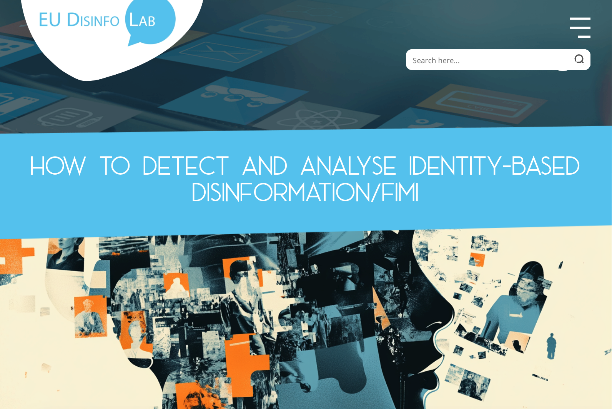 EU DISINFO LAB
Search here...
HOW TO DETECT AND ANALYSE IDENTITY-BASED
DISINFORMATION/FIMI